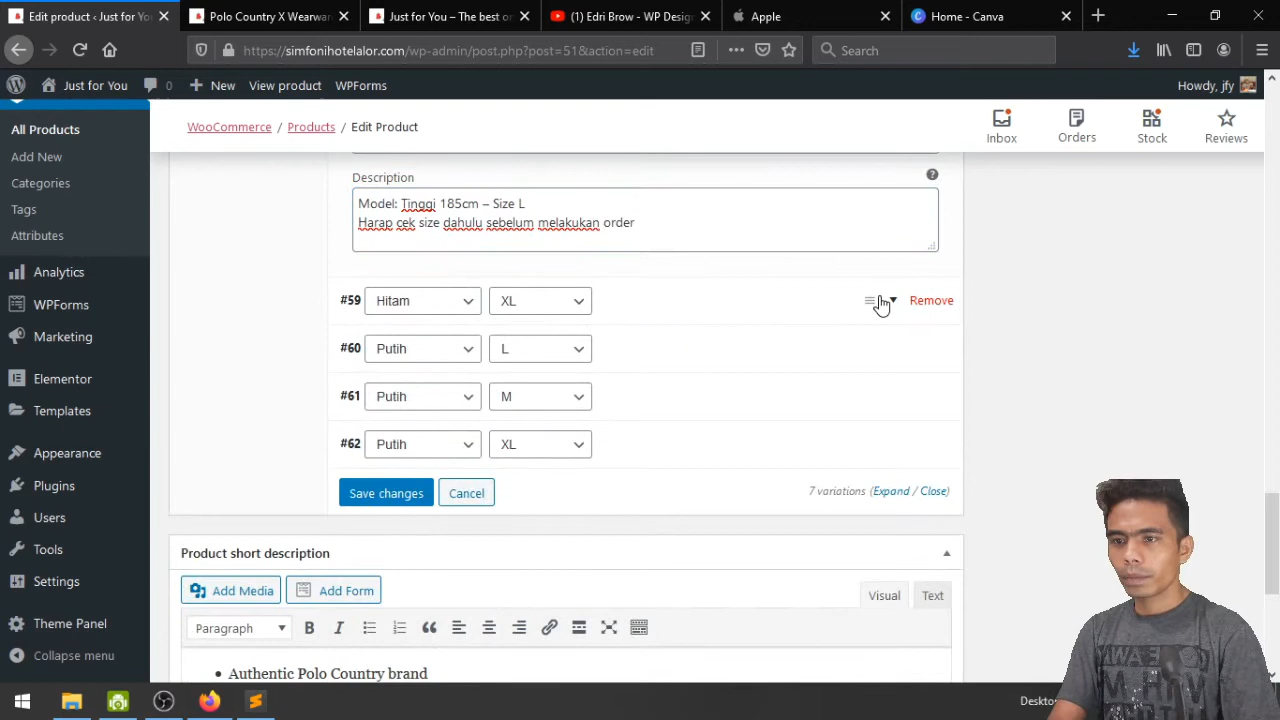 Edit product ‹ Just for You
Polo Country X Wearware
Just for You – The best on
(1) Edri Brow - WP Design
Apple
Home - Canva
https://simfonihotelalor.com/wp-admin/post.php?post=51&action=edit
Search
Just for You
0
New
View product
WPForms
Howdy, jfy
All Products
Add New
Categories
Tags
Attributes
Analytics
WPForms
Marketing
Elementor
Templates
Appearance
Plugins
Users
Tools
Settings
Theme Panel
Collapse menu
WooCommerce / Products / Edit Product
Inbox
Orders
Stock
Reviews
Description
Model: Tinggi 185cm – Size L
Harap cek size dahulu sebelum melakukan order
#59 Hitam XL Remove
#60 Putih L
#61 Putih M
#62 Putih XL
Save changes
Cancel
7 variations (Expand / Close)
Product short description
Add Media
Add Form
Visual
Text
Paragraph
Authentic Polo Country brand
Desktop